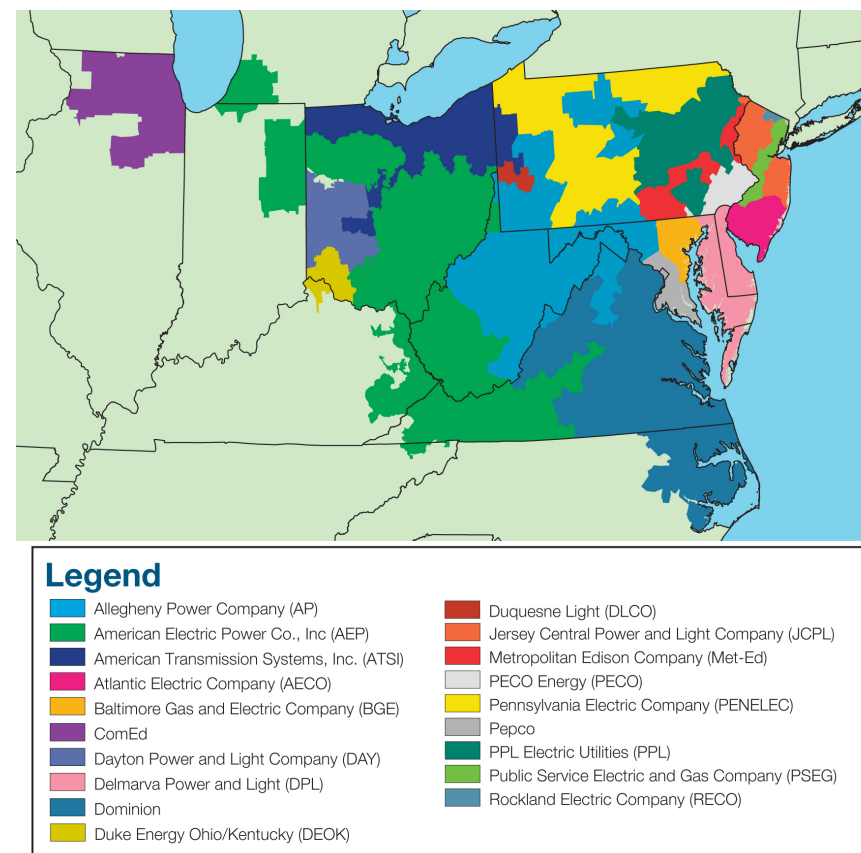 Legend
Allegheny Power Company (AP)
American Electric Power Co., Inc (AEP)
American Transmission Systems, Inc. (ATSI)
Atlantic Electric Company (AECO)
Baltimore Gas and Electric Company (BGE)
ComEd
Dayton Power and Light Company (DAY)
Delmarva Power and Light (DPL)
Dominion
Duke Energy Ohio/Kentucky (DEOK)
Duquesne Light (DLCO)
Jersey Central Power and Light Company (JCPL)
Metropolitan Edison Company (Met-Ed)
PECO Energy (PECO)
Pennsylvania Electric Company (PENELEC)
Pepco
PPL Electric Utilities (PPL)
Public Service Electric and Gas Company (PSEG)
Rockland Electric Company (RECO)